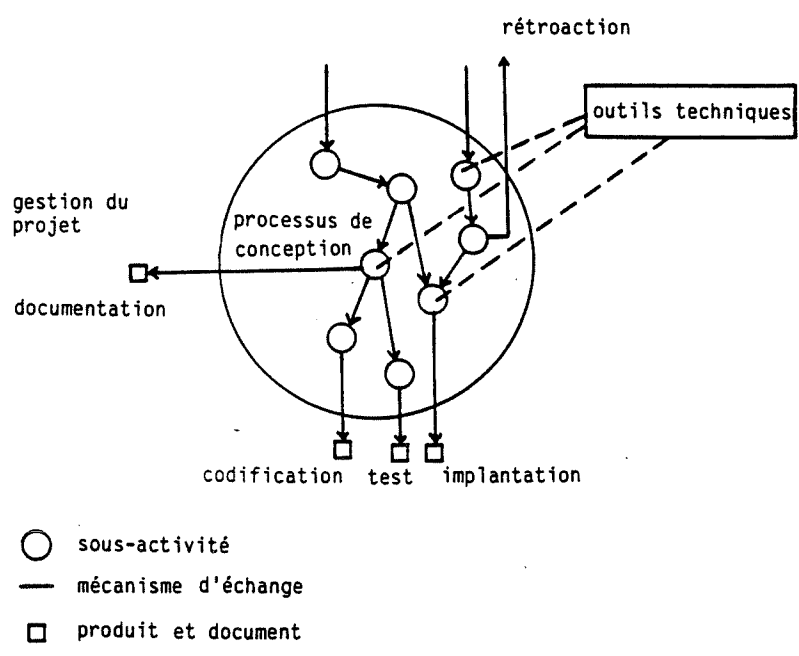 rétroaction
outils techniques
gestion du
projet
processus de
conception
documentation
codification test implantation
sous-activité
mécanisme d'échange
produit et document